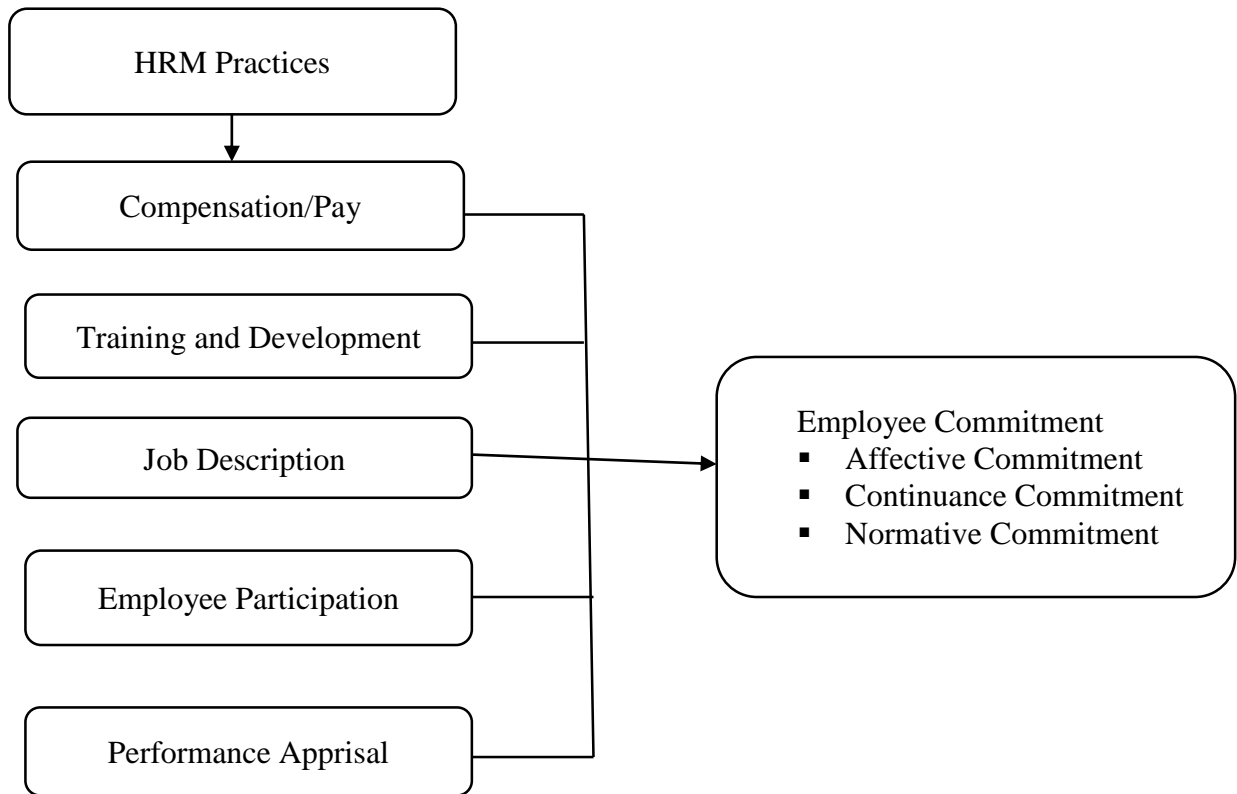 HRM Practices
Compensation/Pay
Training and Development
Job Description
Employee Participation
Performance Apprisal
Employee Commitment
▪ Affective Commitment
▪ Continuance Commitment
▪ Normative Commitment